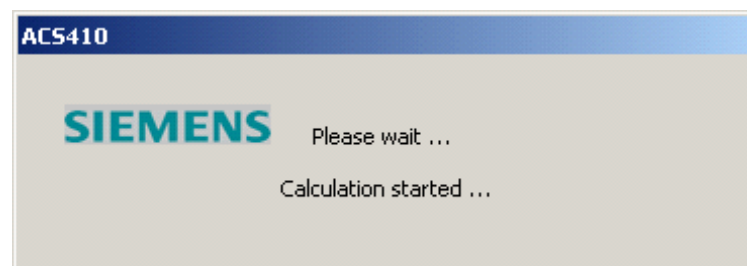 ACS410
SIEMENS
Please wait ...
Calculation started ...